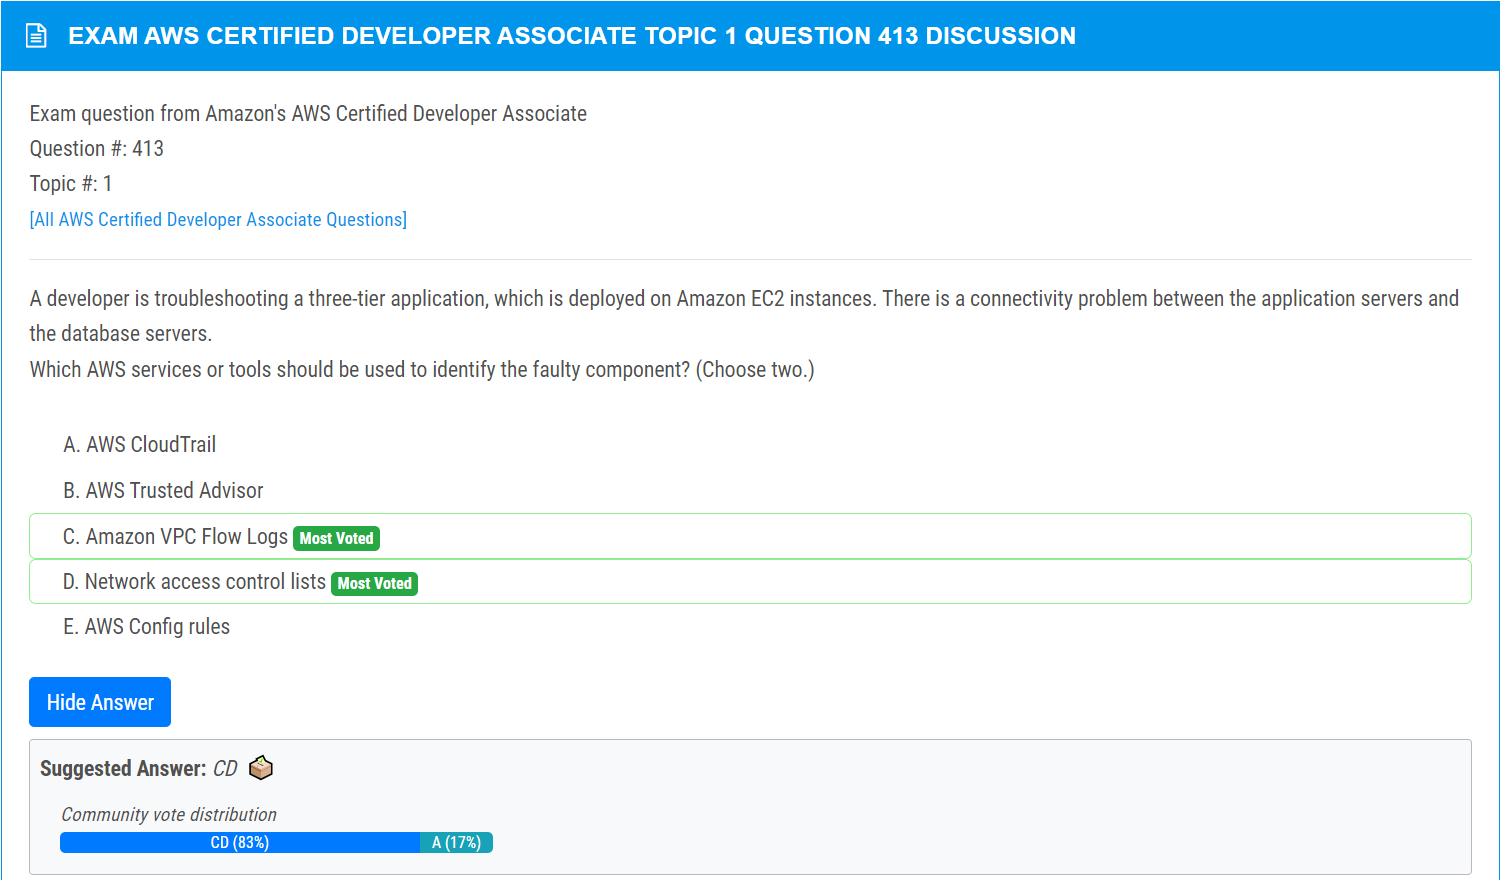 EXAM AWS CERTIFIED DEVELOPER ASSOCIATE TOPIC 1 QUESTION 413 DISCUSSION
Exam question from Amazon's AWS Certified Developer Associate
Question #: 413
Topic #: 1
[All AWS Certified Developer Associate Questions]
A developer is troubleshooting a three-tier application, which is deployed on Amazon EC2 instances. There is a connectivity problem between the application servers and
the database servers.
Which AWS services or tools should be used to identify the faulty component? (Choose two.)
A. AWS CloudTrail
B. AWS Trusted Advisor
C. Amazon VPC Flow Logs Most Voted
D. Network access control lists Most Voted
E. AWS Config rules
Hide Answer
Suggested Answer: CD
Community vote distribution
CD (83%) A (17%)